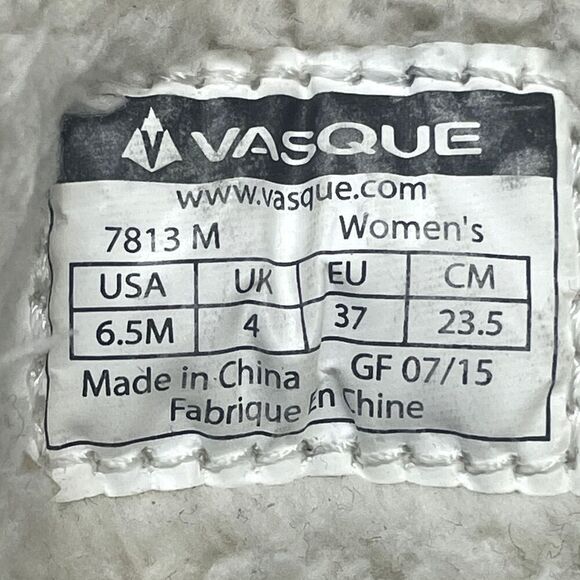 VASQUE
www.vasque.com
7813 M Women's
USA UK EU CM
6.5M 4 37 23.5
Made in China GF 07/15
Fabrique En Chine